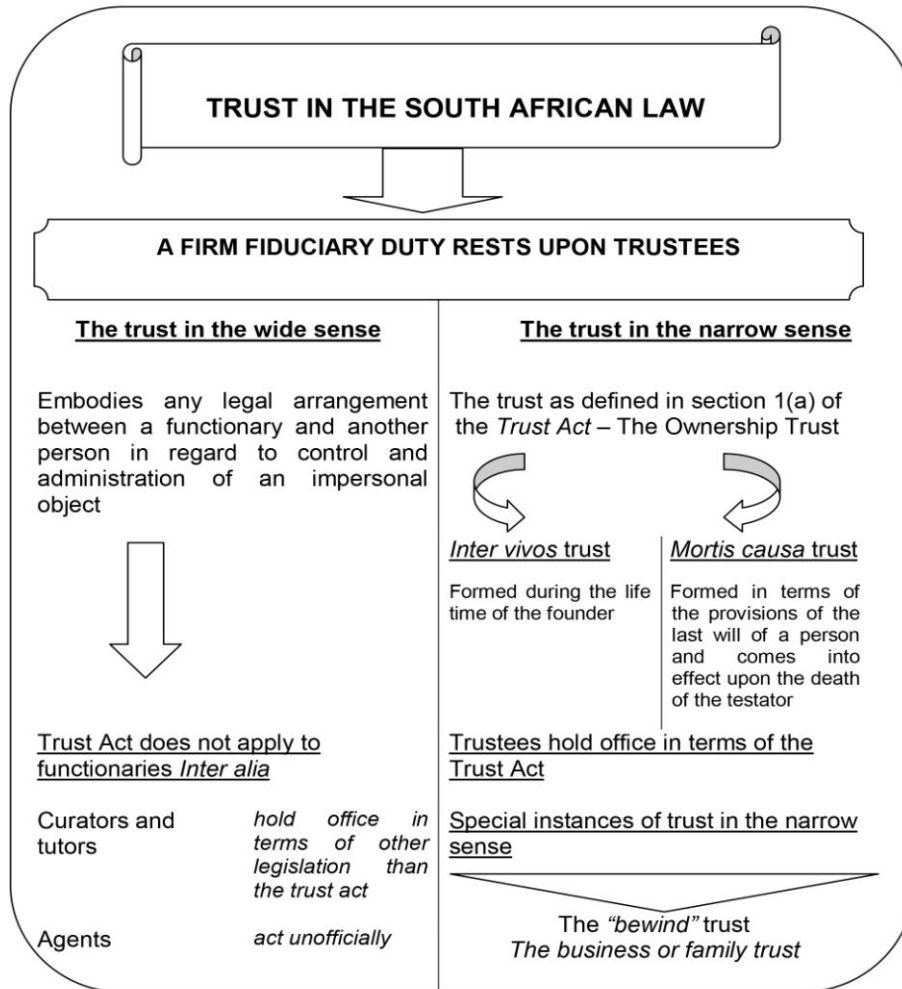 TRUST IN THE SOUTH AFRICAN LAW
A FIRM FIDUCIARY DUTY RESTS UPON TRUSTEES
The trust in the wide sense
Embodies any legal arrangement
between a functionary and another
person in regard to control and
administration of an impersonal
object
Trust Act does not apply to
functionaries Inter alia
Curators and
tutors
hold office in
terms of other
legislation than
the trust act
Agents
act unofficially
The trust in the narrow sense
The trust as defined in section 1(a) of
the Trust Act – The Ownership Trust
Inter vivos trust
Formed during the life
time of the founder
Mortis causa trust
Formed in terms of
the provisions of the
last will of a person
and comes into
effect upon the death
of the testator
Trustees hold office in terms of the
Trust Act
Special instances of trust in the narrow
sense
The “bewind” trust
The business or family trust